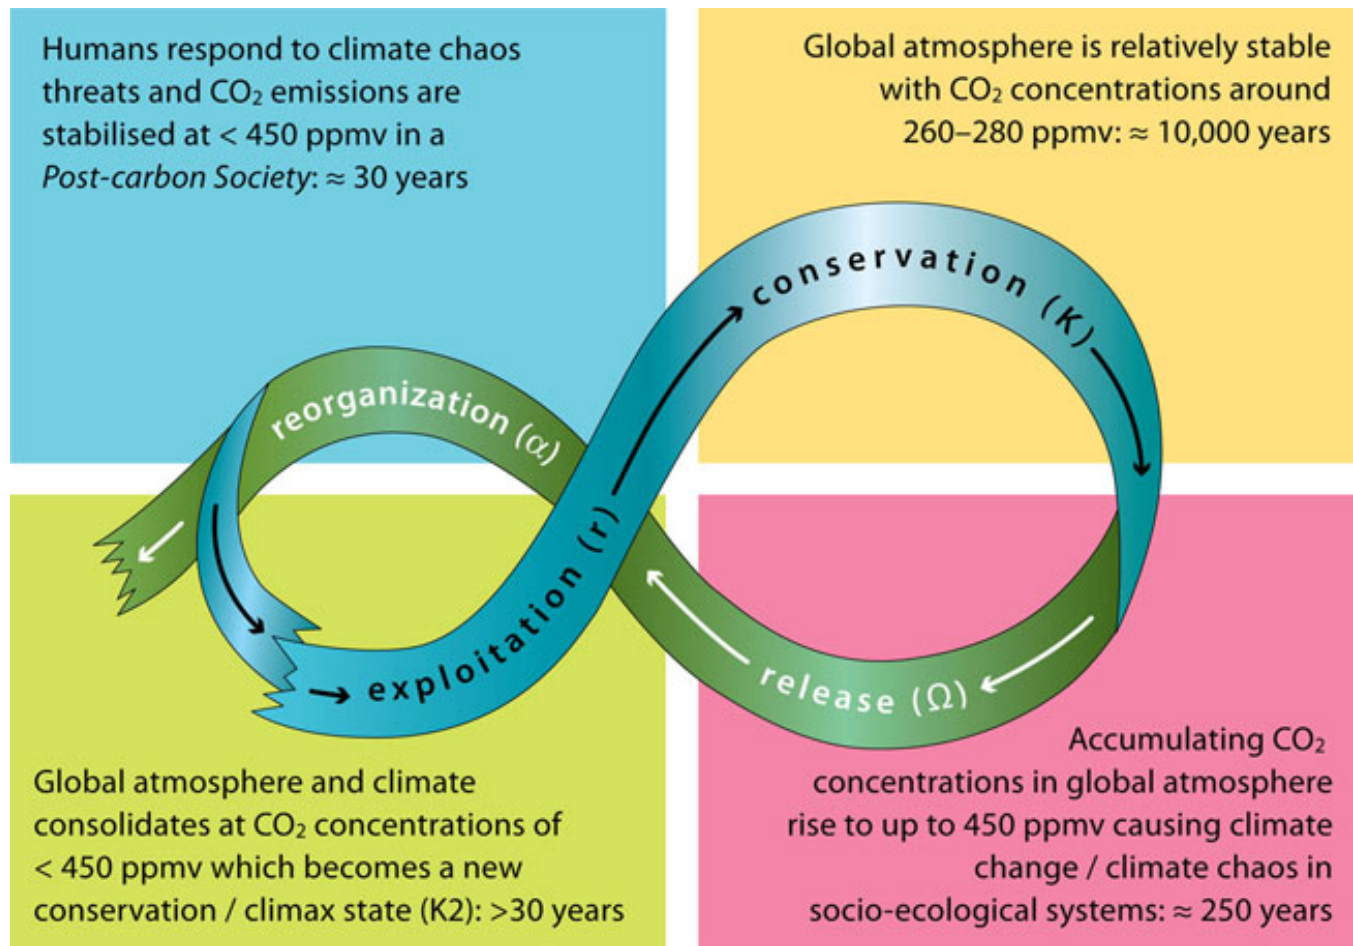 Humans respond to climate chaos
threats and CO₂ emissions are
stabilised at < 450 ppmv in a
Post-carbon Society: ≈ 30 years
Global atmosphere is relatively stable
with CO₂ concentrations around
260–280 ppmv: ≈ 10,000 years
conservation (K)
reorganization (α)
exploitation (r)
release (Ω)
Global atmosphere and climate
consolidates at CO₂ concentrations of
< 450 ppmv which becomes a new
conservation / climax state (K2): >30 years
Accumulating CO₂
concentrations in global atmosphere
rise to up to 450 ppmv causing climate
change / climate chaos in
socio-ecological systems: ≈ 250 years